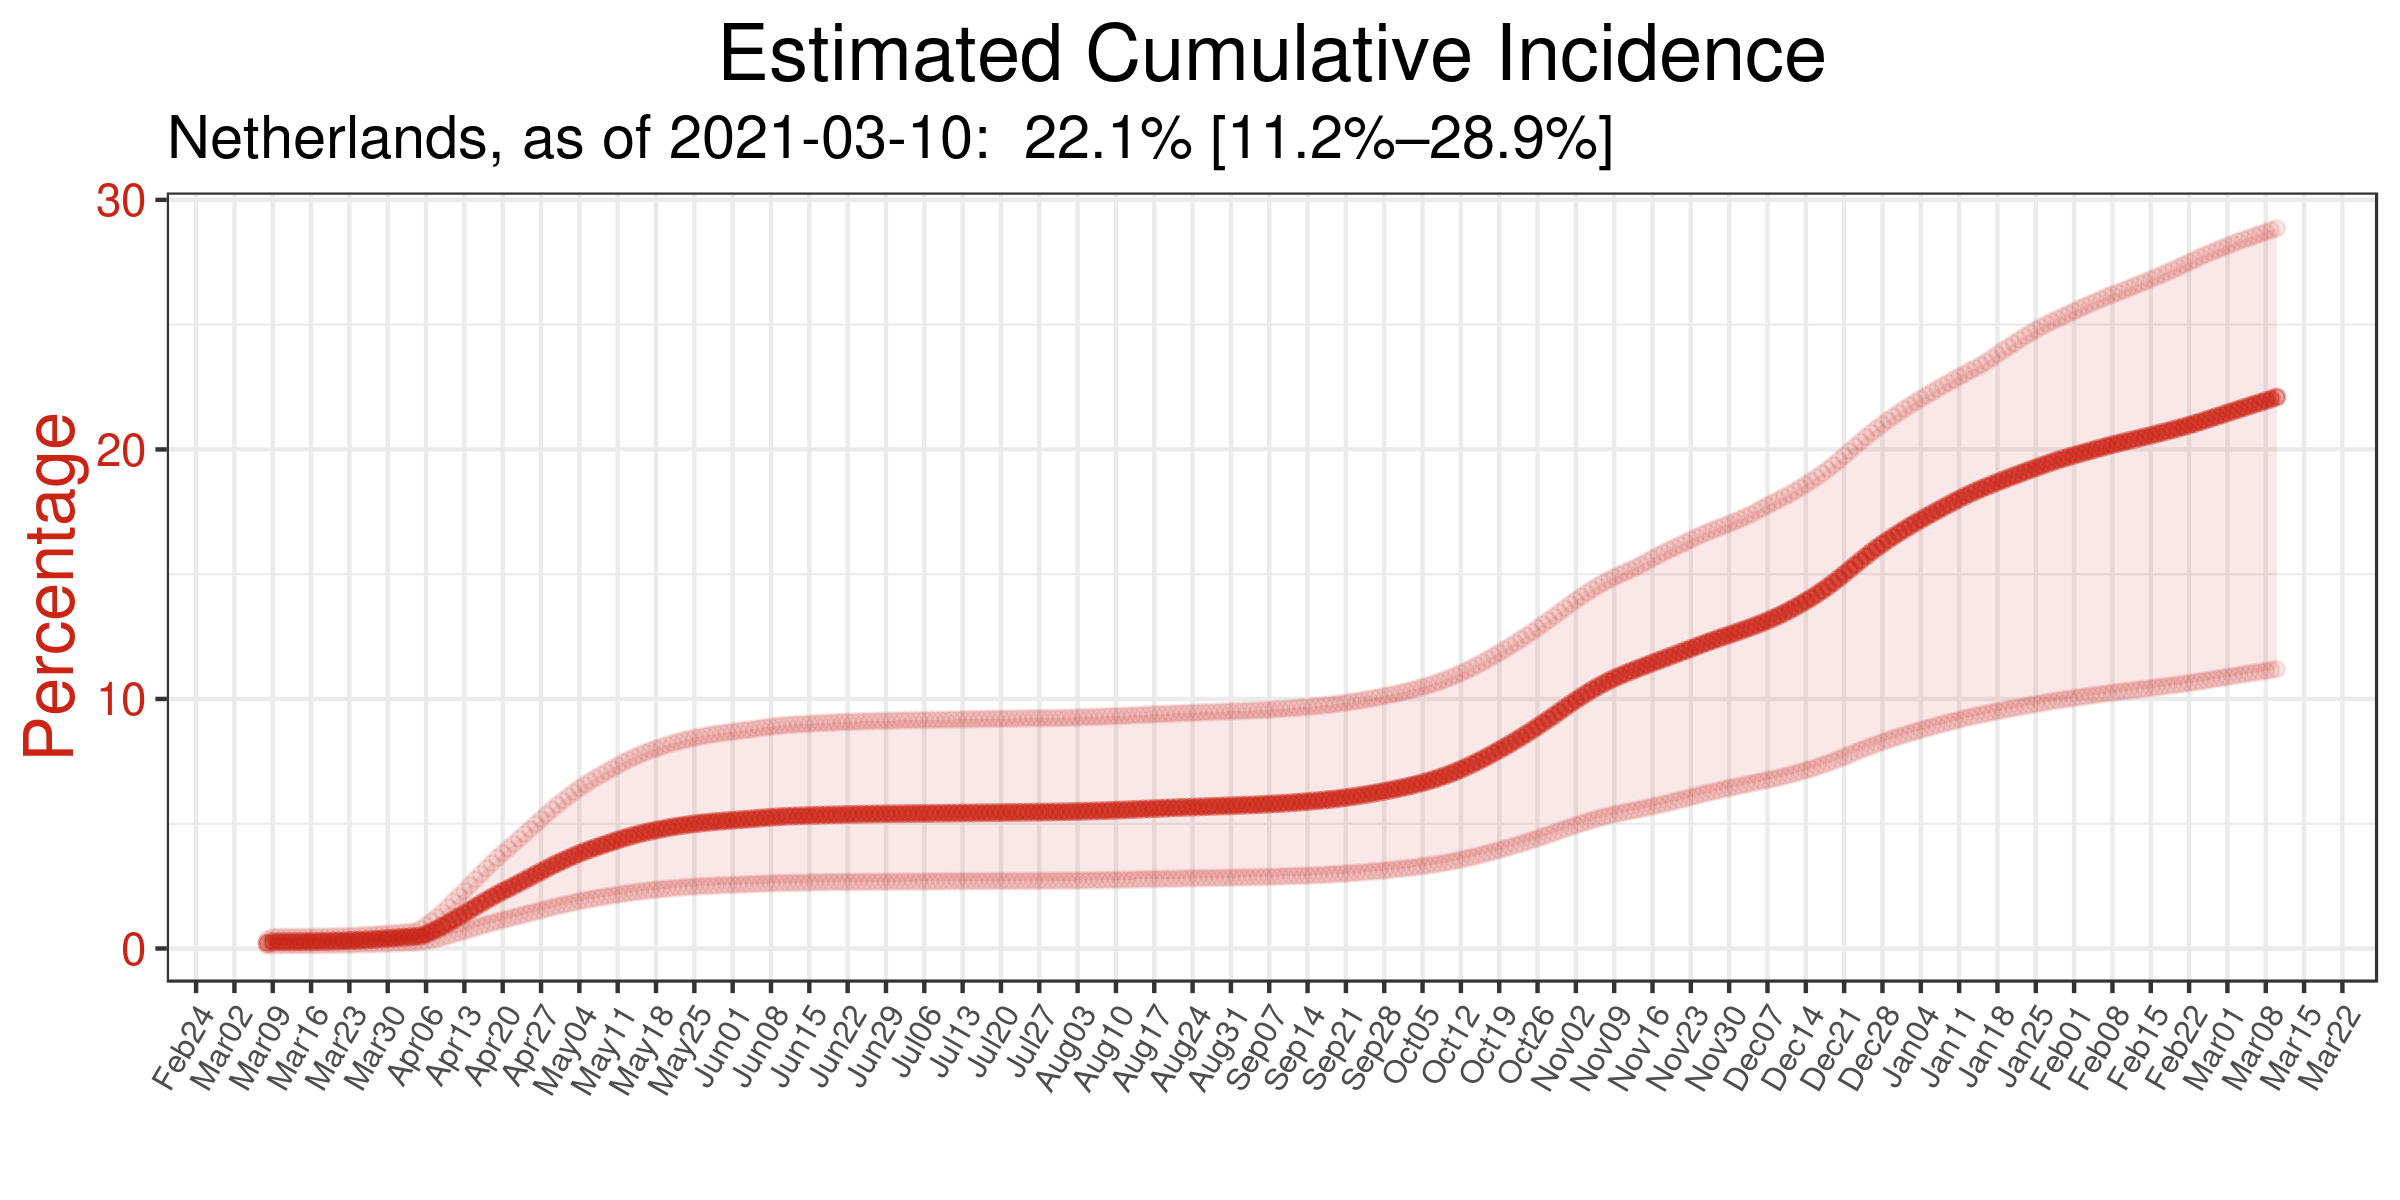 Estimated Cumulative Incidence
Netherlands, as of 2021-03-10:  22.1% [11.2%–28.9%]
Percentage
30
20
10
0
Feb24
Mar02
Mar09
Mar16
Mar23
Mar30
Apr06
Apr13
Apr20
Apr27
May04
May11
May18
May25
Jun01
Jun08
Jun15
Jun22
Jun29
Jul06
Jul13
Jul20
Jul27
Aug03
Aug10
Aug17
Aug24
Aug31
Sep07
Sep14
Sep21
Sep28
Oct05
Oct12
Oct19
Oct26
Nov02
Nov09
Nov16
Nov23
Nov30
Dec07
Dec14
Dec21
Dec28
Jan04
Jan11
Jan18
Jan25
Feb01
Feb08
Feb15
Feb22
Mar01
Mar08
Mar15
Mar22